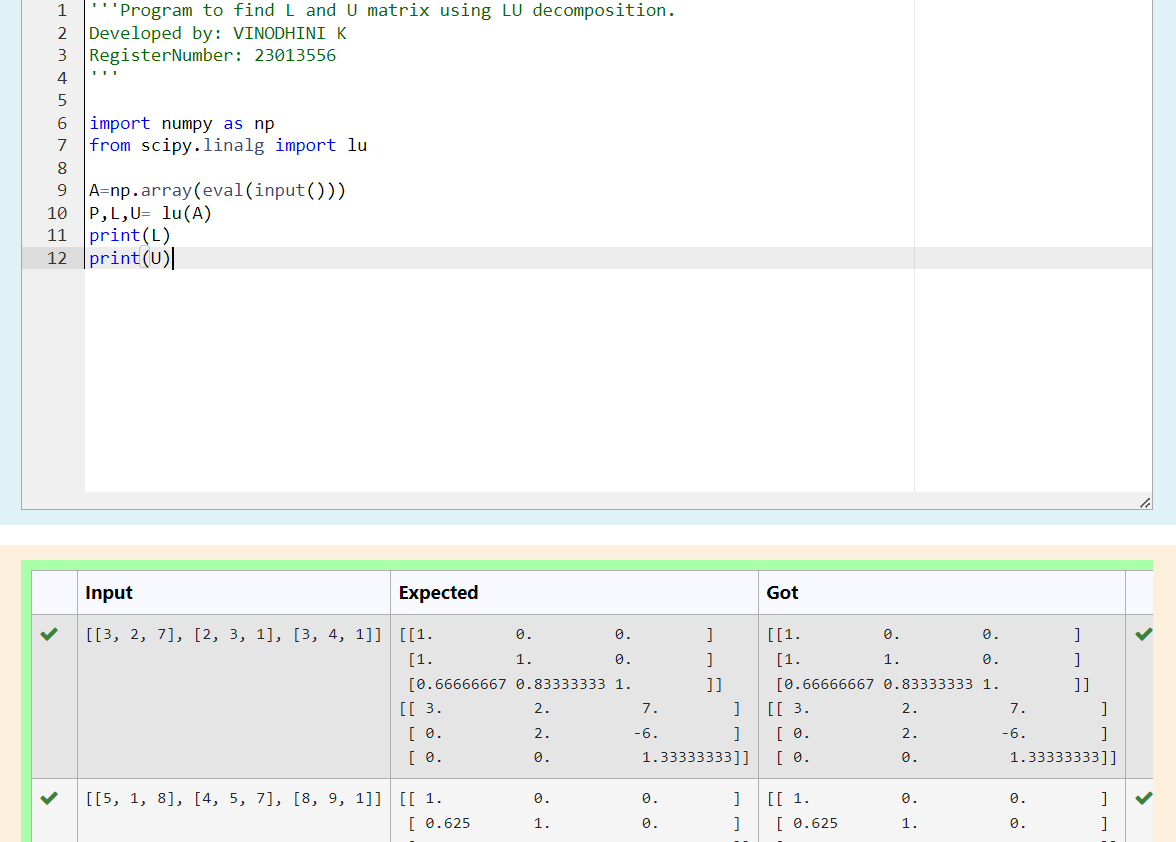 1 '''Program to find L and U matrix using LU decomposition.
2 Developed by: VINODHINI K
3 RegisterNumber: 23013556
4 '''
5
6 import numpy as np
7 from scipy.linalg import lu
8
9 A=np.array(eval(input()))
10 P,L,U= lu(A)
11 print(L)
12 print(U)
Input Expected Got
[[3, 2, 7], [2, 3, 1], [3, 4, 1]] [[1. 0. 0. ] [[1. 0. 0. ]
[1. 1. 0. ] [1. 1. 0. ]
[0.66666667 0.83333333 1. ]] [0.66666667 0.83333333 1. ]]
[[ 3. 2. 7. ] [[ 3. 2. 7. ]
[ 0. 2. -6. ] [ 0. 2. -6. ]
[ 0. 0. 1.33333333]] [ 0. 0. 1.33333333]]
[[5, 1, 8], [4, 5, 7], [8, 9, 1]] [[ 1. 0. 0. ] [[ 1. 0. 0. ]
[ 0.625 1. 0. ] [ 0.625 1. 0. ]